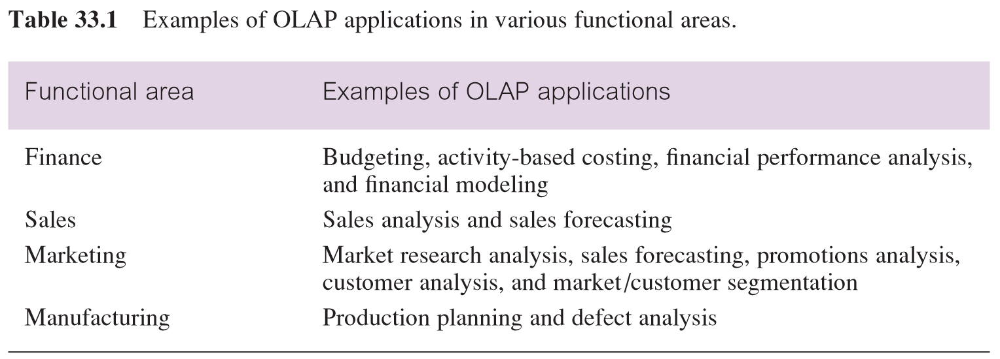 Table 33.1 Examples of OLAP applications in various functional areas.
Functional area Examples of OLAP applications
Finance Budgeting, activity-based costing, financial performance analysis,
and financial modeling
Sales Sales analysis and sales forecasting
Marketing Market research analysis, sales forecasting, promotions analysis,
customer analysis, and market/customer segmentation
Manufacturing Production planning and defect analysis